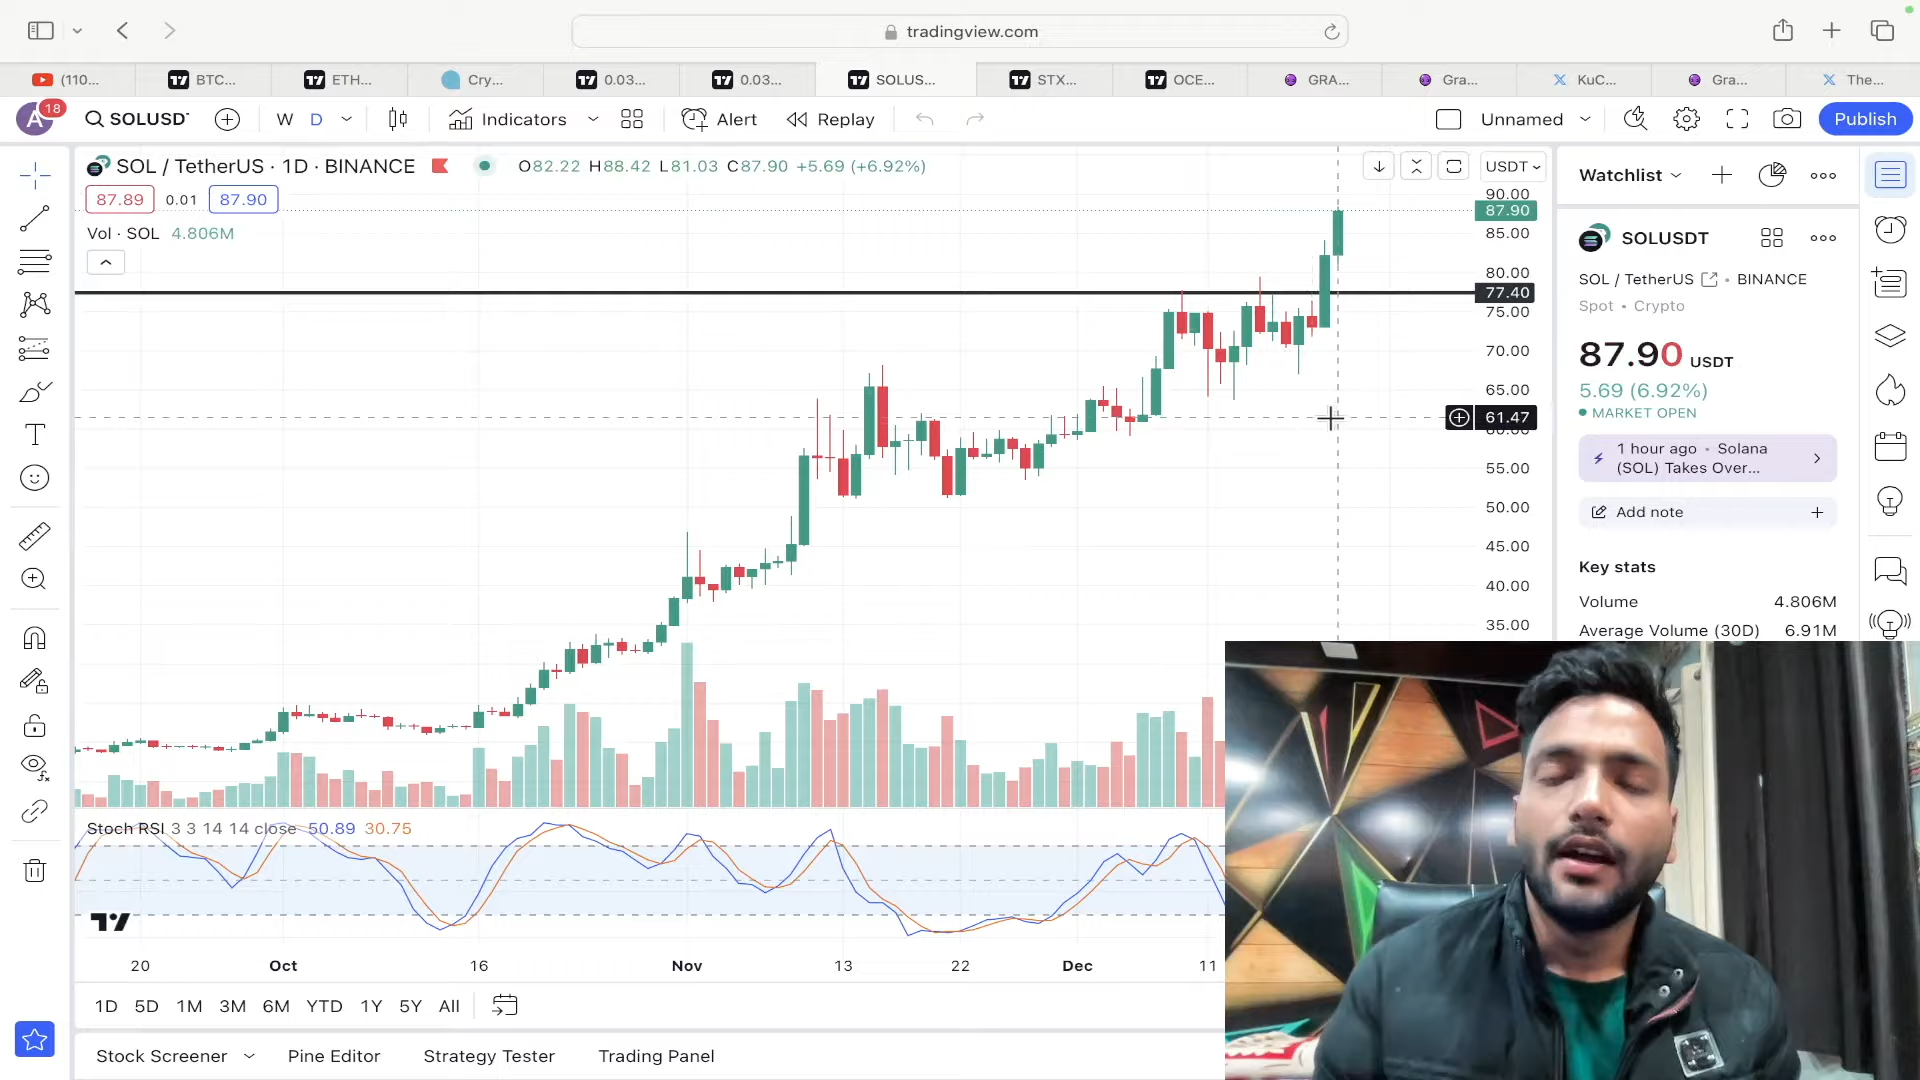 tradingview.com
(110...
BTC...
ETH...
Cry...
0.03...
0.03...
SOLUS...
STX...
OCE...
GRA...
Gra...
KuC...
Gra...
The...
A 18
SOLUSDT
W D
Indicators
Alert
Replay
Unnamed
Publish
SOL / TetherUS · 1D · BINANCE
O82.22 H88.42 L81.03 C87.90 +5.69 (+6.92%)
USDT
87.89 0.01 87.90
Vol · SOL 4.806M
90.00
87.90
85.00
80.00
77.40
75.00
70.00
65.00
61.47
60.00
55.00
50.00
45.00
40.00
35.00
Stoch RSI 3 3 14 14 close 50.89 30.75
20 Oct 16 Nov 13 22 Dec 11
1D 5D 1M 3M 6M YTD 1Y 5Y All
Stock Screener Pine Editor Strategy Tester Trading Panel
Watchlist
SOLUSDT
SOL / TetherUS • BINANCE
Spot • Crypto
87.90 USDT
5.69 (6.92%)
MARKET OPEN
1 hour ago • Solana
(SOL) Takes Over...
Add note
Key stats
Volume 4.806M
Average Volume (30D) 6.91M